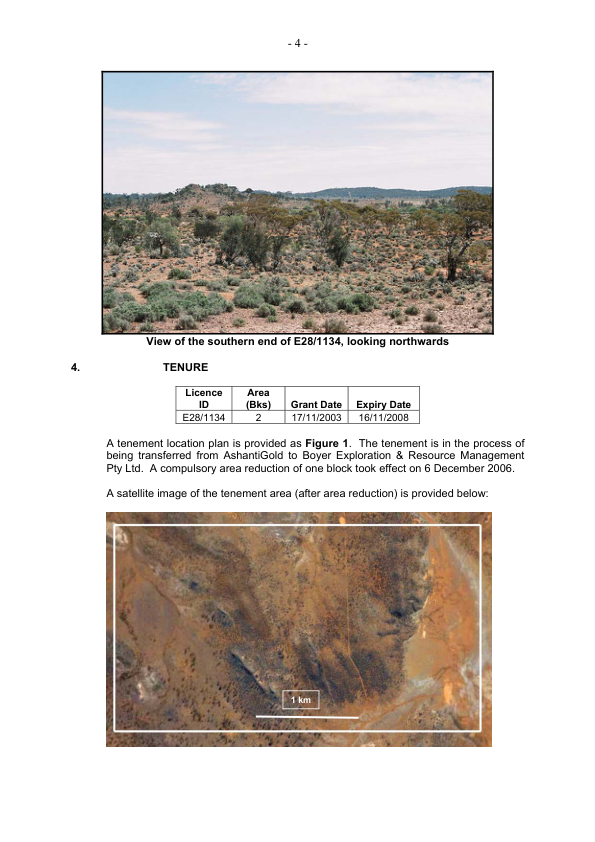 - 4 -
View of the southern end of E28/1134, looking northwards
4. TENURE
Licence ID Area (Bks) Grant Date Expiry Date
E28/1134 2 17/11/2003 16/11/2008
A tenement location plan is provided as Figure 1. The tenement is in the process of
being transferred from AshantiGold to Boyer Exploration & Resource Management
Pty Ltd. A compulsory area reduction of one block took effect on 6 December 2006.
A satellite image of the tenement area (after area reduction) is provided below:
1 km